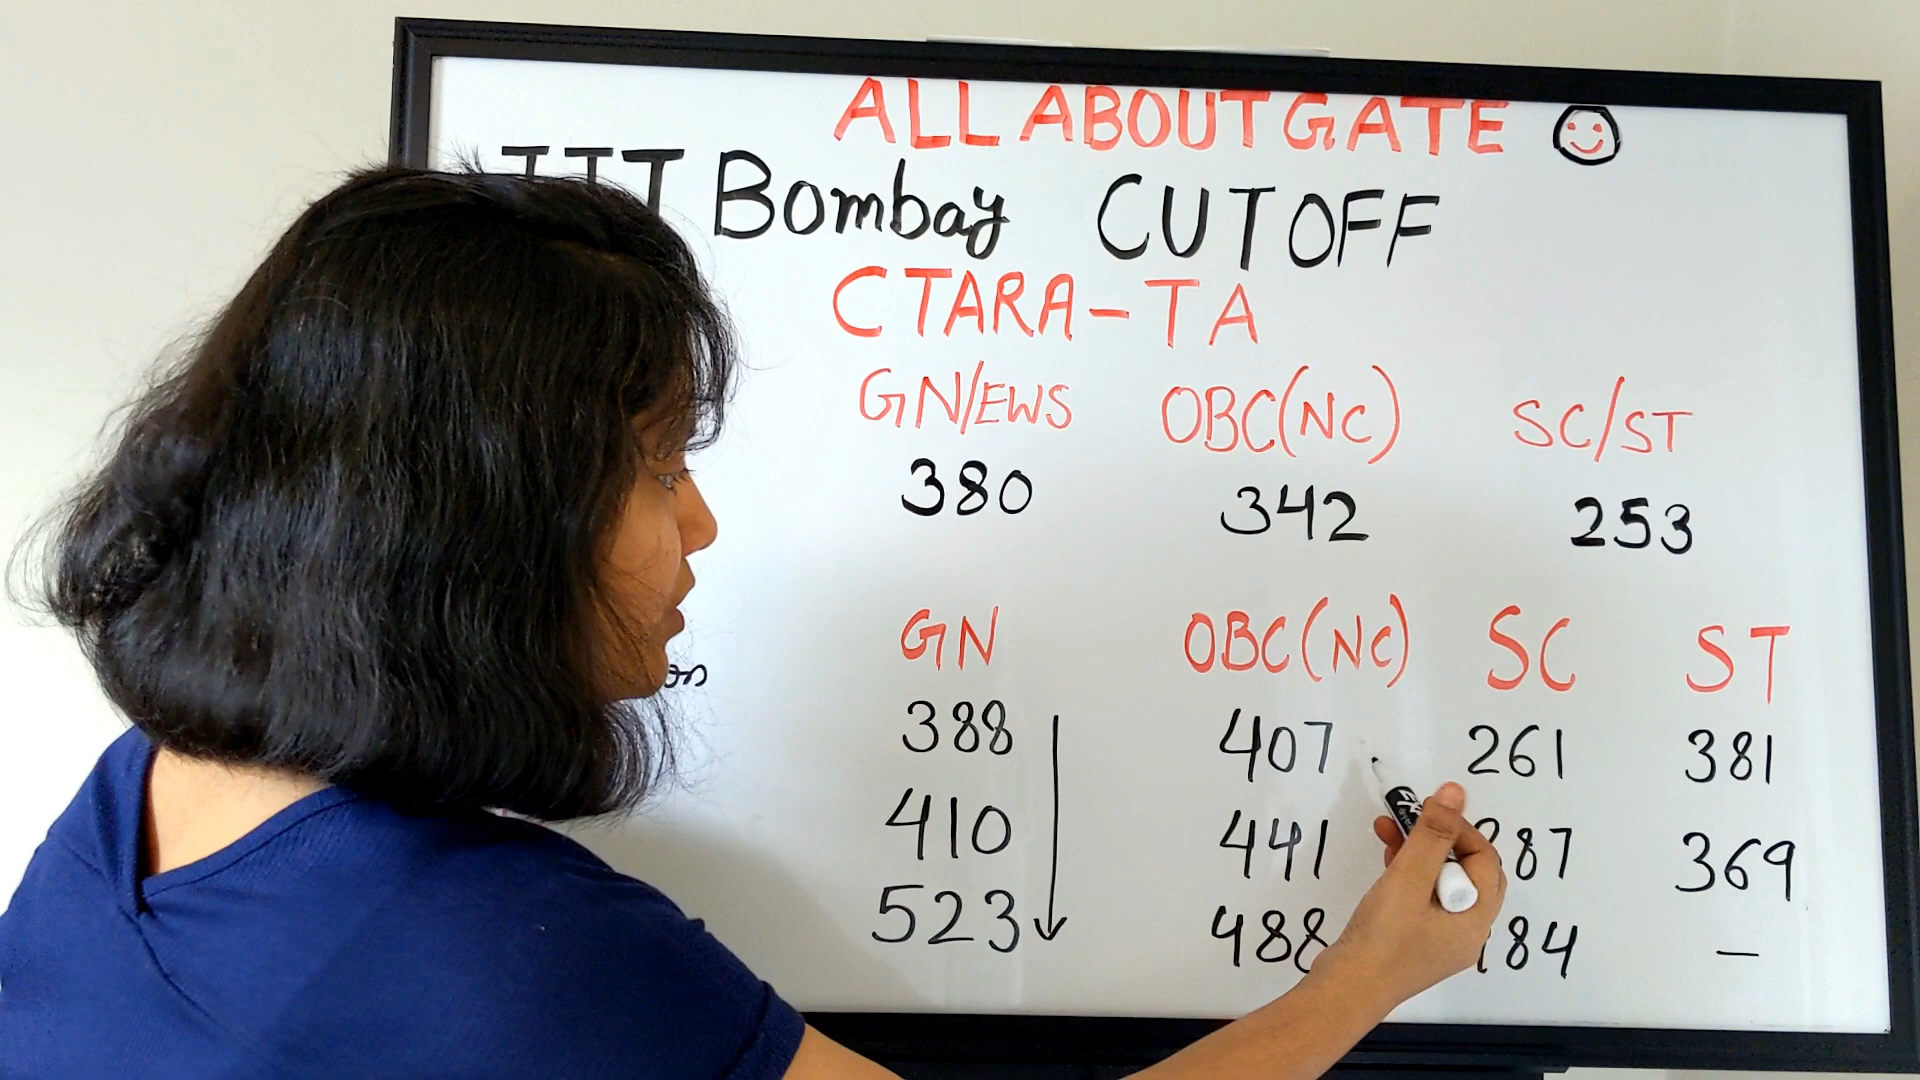 ALL ABOUT GATE
IIT Bombay CUTOFF
CTARA-TA
GN/EWS OBC(NC) SC/ST
380 342 253
GN OBC(NC) SC ST
388 407 261 381
410 441 369
523 488 -